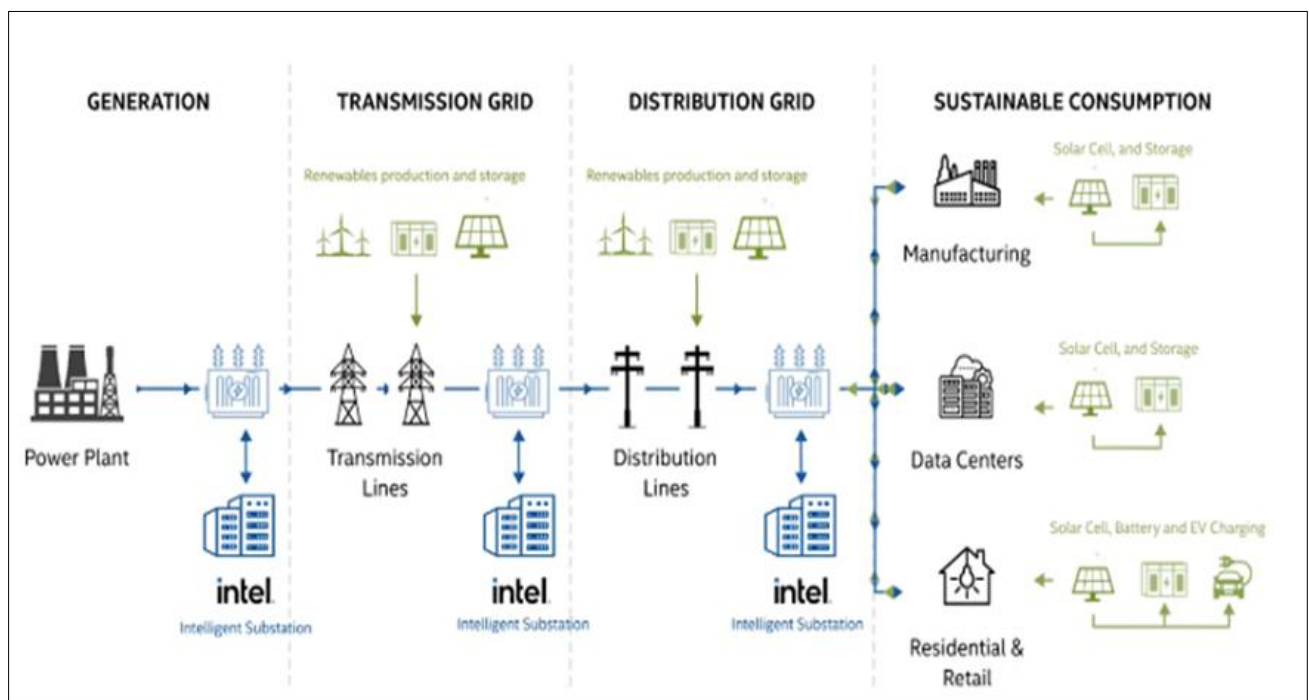 GENERATION
TRANSMISSION GRID
DISTRIBUTION GRID
SUSTAINABLE CONSUMPTION
Solar Cell, and Storage
Renewables production and storage
Renewables production and storage
Manufacturing
Solar Cell, and Storage
Power Plant
Transmission
Lines
Distribution
Lines
Data Centers
Solar Cell, Battery and EV Charging
intel
intel
intel
Intelligent Substation
Intelligent Substation
Intelligent Substation
Residential &
Retail